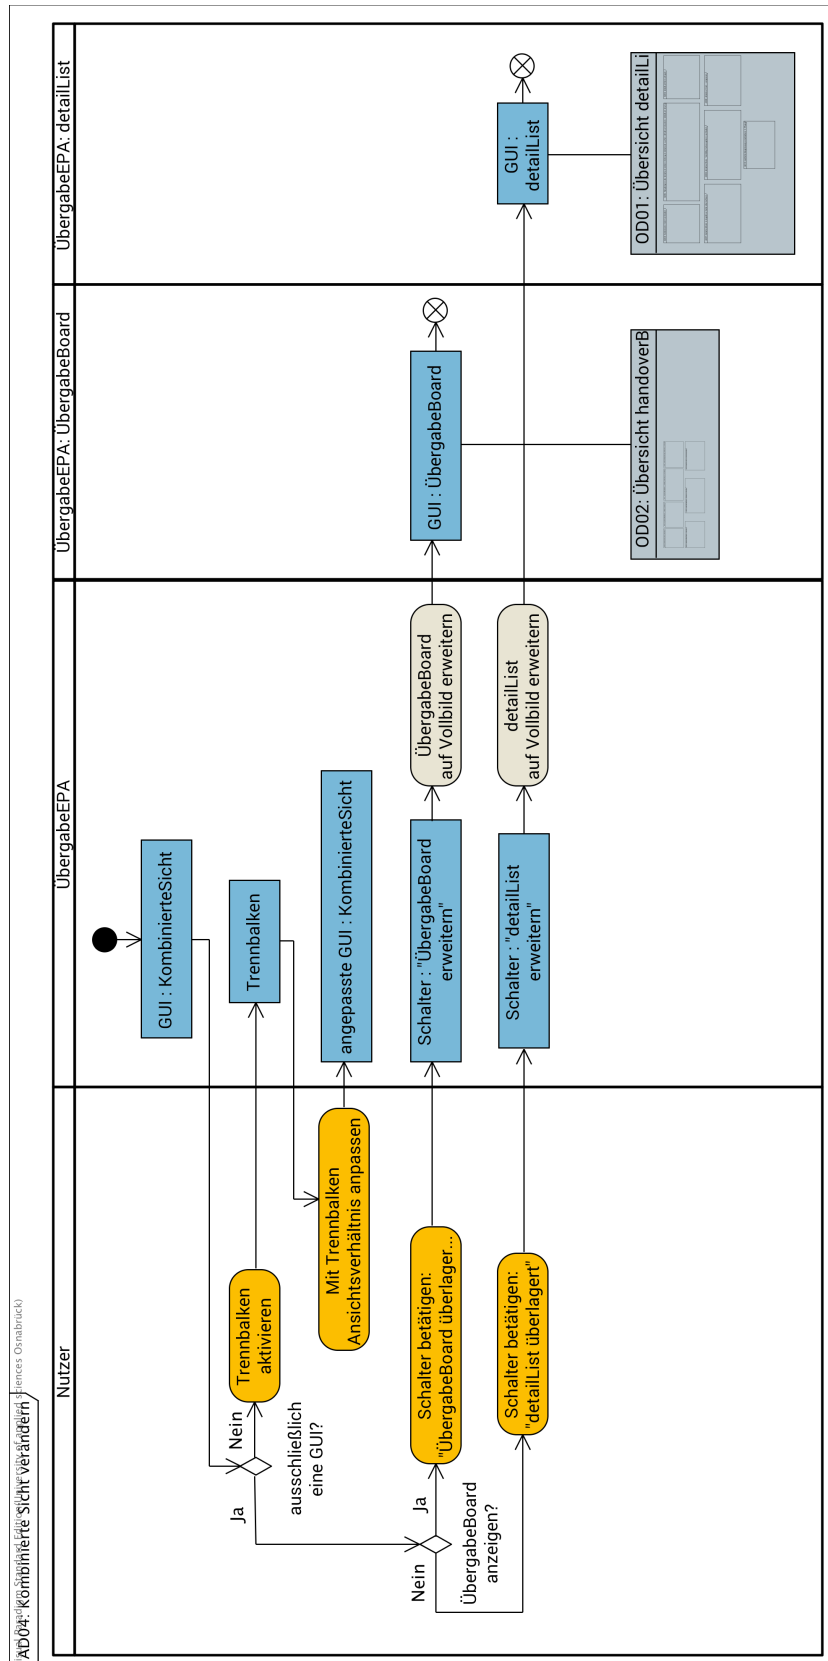 AD04: Kombinierte Sicht verändern
Nutzer
ÜbergabeEPA
ÜbergabeEPA: ÜbergabeBoard
ÜbergabeEPA: detailList
GUI : KombinierteSicht
ausschließlich
eine GUI?
Nein
Ja
Trennbalken
aktivieren
Trennbalken
Mit Trennbalken
Ansichtsverhältnis anpassen
angepasste GUI : KombinierteSicht
ÜbergabeBoard
anzeigen?
Ja
Nein
Schalter betätigen:
"ÜbergabeBoard überlager...
Schalter : "ÜbergabeBoard
erweitern"
ÜbergabeBoard
auf Vollbild erweitern
GUI : ÜbergabeBoard
Schalter betätigen:
"detailList überlagert"
Schalter : "detailList
erweitern"
detailList
auf Vollbild erweitern
GUI :
detailList
OD02: Übersicht handoverB
OD01: Übersicht detailLi